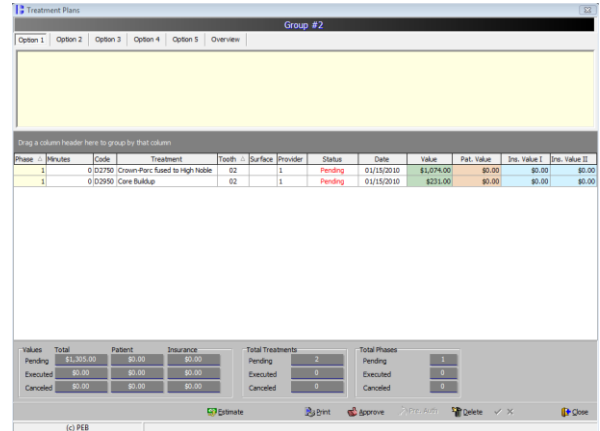 Treatment Plans
Group #2
Option 1 Option 2 Option 3 Option 4 Option 5 Overview
Drag a column header here to group by that column
Phase Minutes Code Treatment Tooth Surface Provider Status Date Value Pat. Value Ins. Value I Ins. Value II
1 0 D2750 Crown-Porc fused to High Noble 02 1 Pending 01/15/2010 $1,074.00 $0.00 $0.00 $0.00
1 0 D2950 Core Buildup 02 1 Pending 01/15/2010 $231.00 $0.00 $0.00 $0.00
Values Total Patient Insurance Total Treatments Total Phases
Pending $1,305.00 $0.00 $0.00 Pending 2 Pending 1
Executed $0.00 $0.00 $0.00 Executed 0 Executed 0
Canceled $0.00 $0.00 $0.00 Canceled 0 Canceled 0
Estimate Print Approve Pre. Auth. Delete Close
(c) PEB